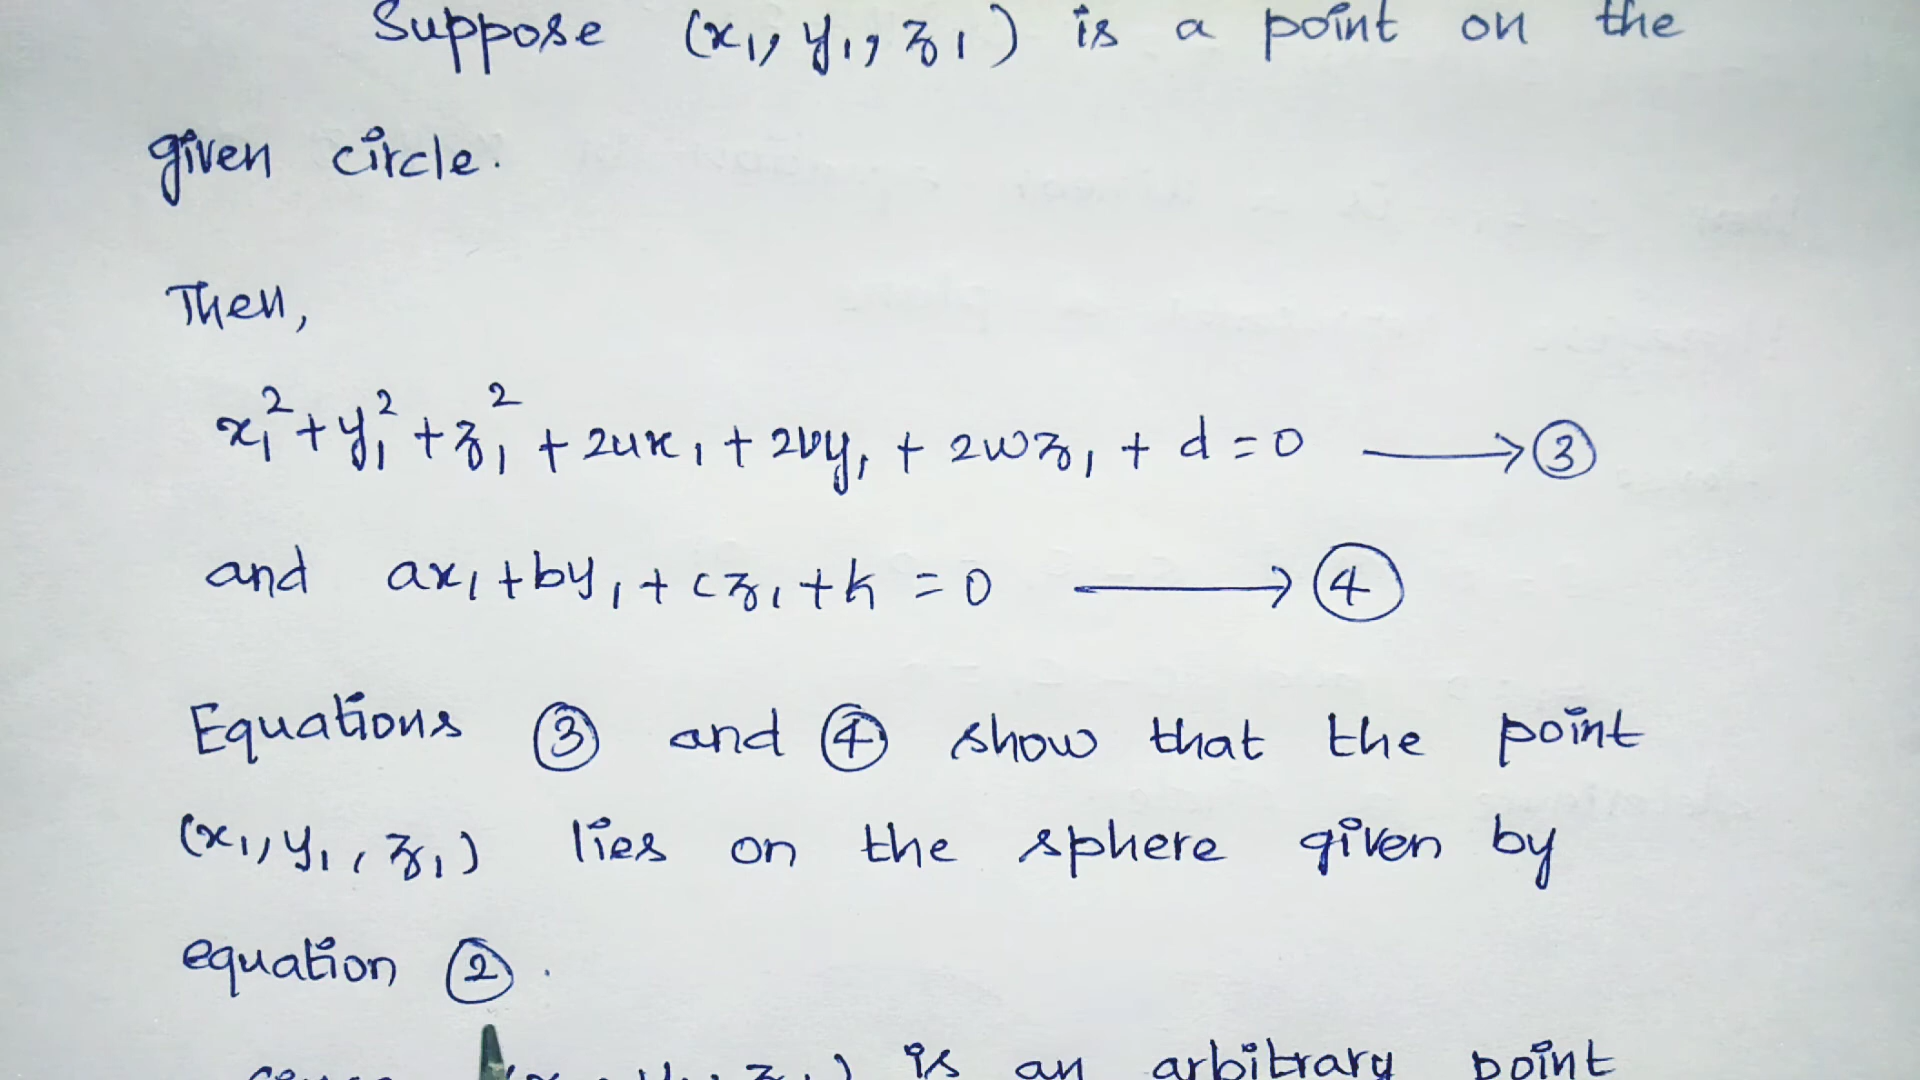 Suppose (x₁, y₁, z₁) is a point on the
given circle.
Then,
x₁² + y₁² + z₁² + 2ux₁ + 2vy₁ + 2wz₁ + d = 0 ⟶ ③
and ax₁ + by₁ + cz₁ + k = 0 ⟶ ④
Equations ③ and ④ show that the point
(x₁, y₁, z₁) lies on the sphere given by
equation ②.
is an arbitrary point